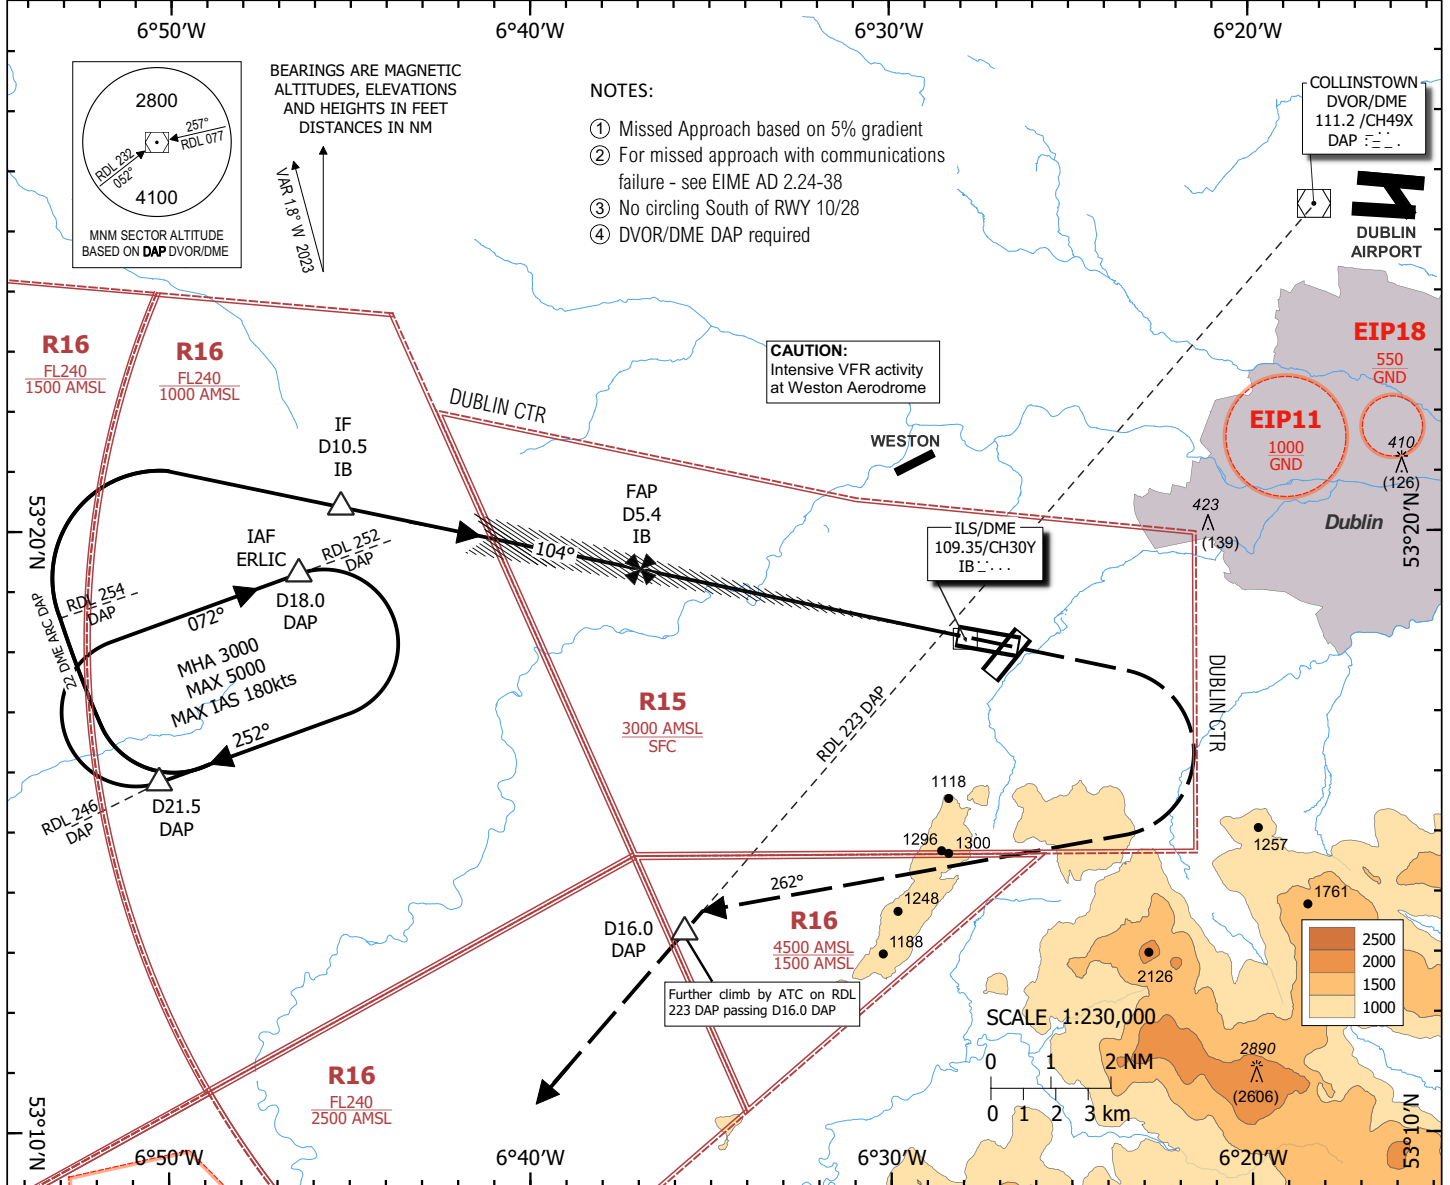 6°50'W
6°40'W
6°30'W
6°20'W
2800
257°
RDL 077
RDL 232
052°
4100
MNM SECTOR ALTITUDE
BASED ON DAP DVOR/DME
BEARINGS ARE MAGNETIC
ALTITUDES, ELEVATIONS
AND HEIGHTS IN FEET
DISTANCES IN NM
VAR 1.8° W 2023
NOTES:
① Missed Approach based on 5% gradient
② For missed approach with communications
failure - see EIME AD 2.24-38
③ No circling South of RWY 10/28
④ DVOR/DME DAP required
COLLINSTOWN
DVOR/DME
111.2 /CH49X
DAP
DUBLIN
AIRPORT
R16
FL240
1500 AMSL
R16
FL240
1000 AMSL
DUBLIN CTR
CAUTION:
Intensive VFR activity
at Weston Aerodrome
WESTON
EIP18
550
GND
EIP11
1000
GND
410
(126)
423
(139)
Dublin
53°20'N
53°20'N
IF
D10.5
IB
FAP
D5.4
IB
104°
ILS/DME
109.35/CH30Y
IB
IAF
ERLIC
RDL 252
DAP
D18.0
DAP
RDL 254
DAP
22 DME ARC DAP
072°
MHA 3000
MAX 5000
MAX IAS 180kts
252°
RDL 246
DAP
D21.5
DAP
R15
3000 AMSL
SFC
RDL 223 DAP
DUBLIN CTR
1118
1296
1300
1257
262°
1248
1188
1761
D16.0
DAP
R16
4500 AMSL
1500 AMSL
Further climb by ATC on RDL
223 DAP passing D16.0 DAP
2126
2500
2000
1500
1000
SCALE 1:230,000
0 1 2 NM
0 1 2 3 km
2890
(2606)
R16
FL240
2500 AMSL
53°10'N
53°10'N
6°50'W
6°40'W
6°30'W
6°20'W